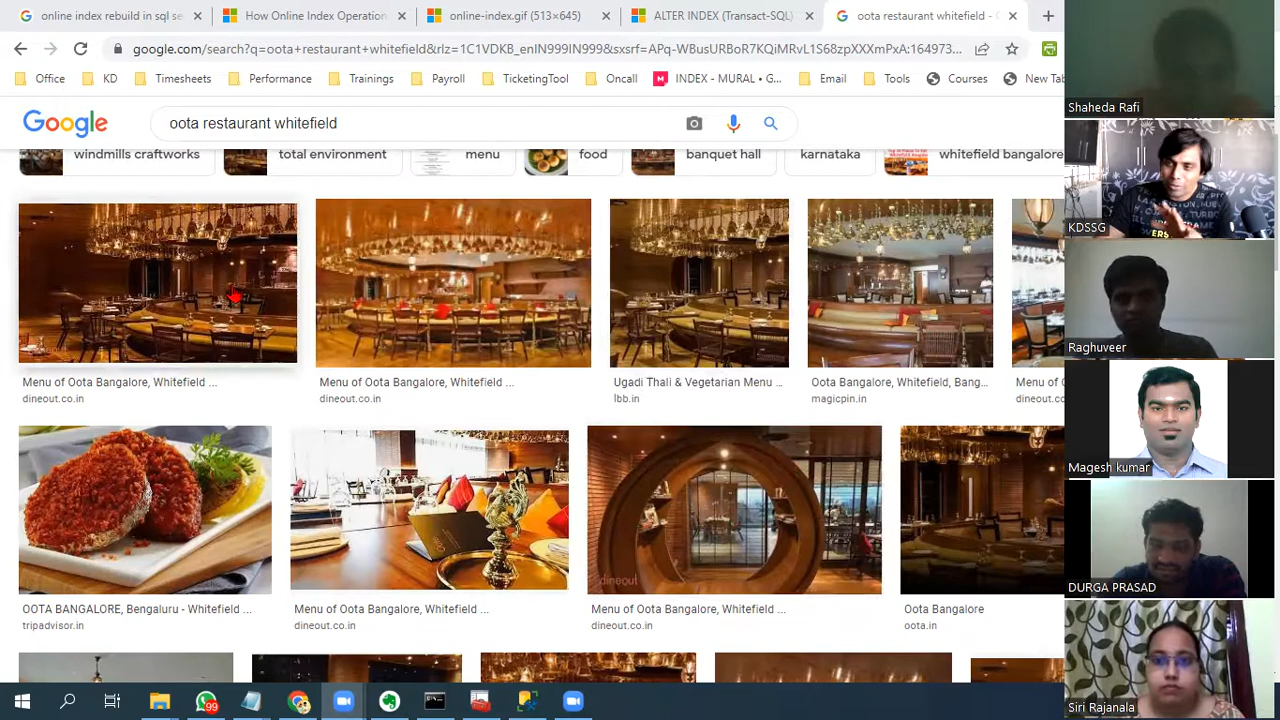 online index rebuild in sql se
How Online Index Operation
online-index.gif (513×645)
ALTER INDEX (Transact-SQL)
oota restaurant whitefield - G
google.com/search?q=oota+restaurant+whitefield&rlz=1C1VDKB_enIN999IN999&sxsrf=APq-WBusURBoR7KQiMRvL1S68zpXXXmPxA:164973...
Office
KD
Timesheets
Performance
Trainings
Payroll
TicketingTool
Oncall
INDEX - MURAL • G...
Email
Tools
Courses
New Tab
Google
oota restaurant whitefield
windmills craftworks
total environment
menu
food
banquet hall
karnataka
whitefield bangalore
Menu of Oota Bangalore, Whitefield ...
dineout.co.in
Menu of Oota Bangalore, Whitefield ...
dineout.co.in
Ugadi Thali & Vegetarian Menu ...
lbb.in
Oota Bangalore, Whitefield, Bang...
magicpin.in
Menu of O
dineout.c
dineout
OOTA BANGALORE, Bengaluru - Whitefield ...
tripadvisor.in
Menu of Oota Bangalore, Whitefield ...
dineout.co.in
Menu of Oota Bangalore, Whitefield ...
dineout.co.in
Oota Bangalore
oota.in
99
Shaheda Rafi
KDSSG
Raghuveer
Magesh kumar
DURGA PRASAD
Siri Rajanala